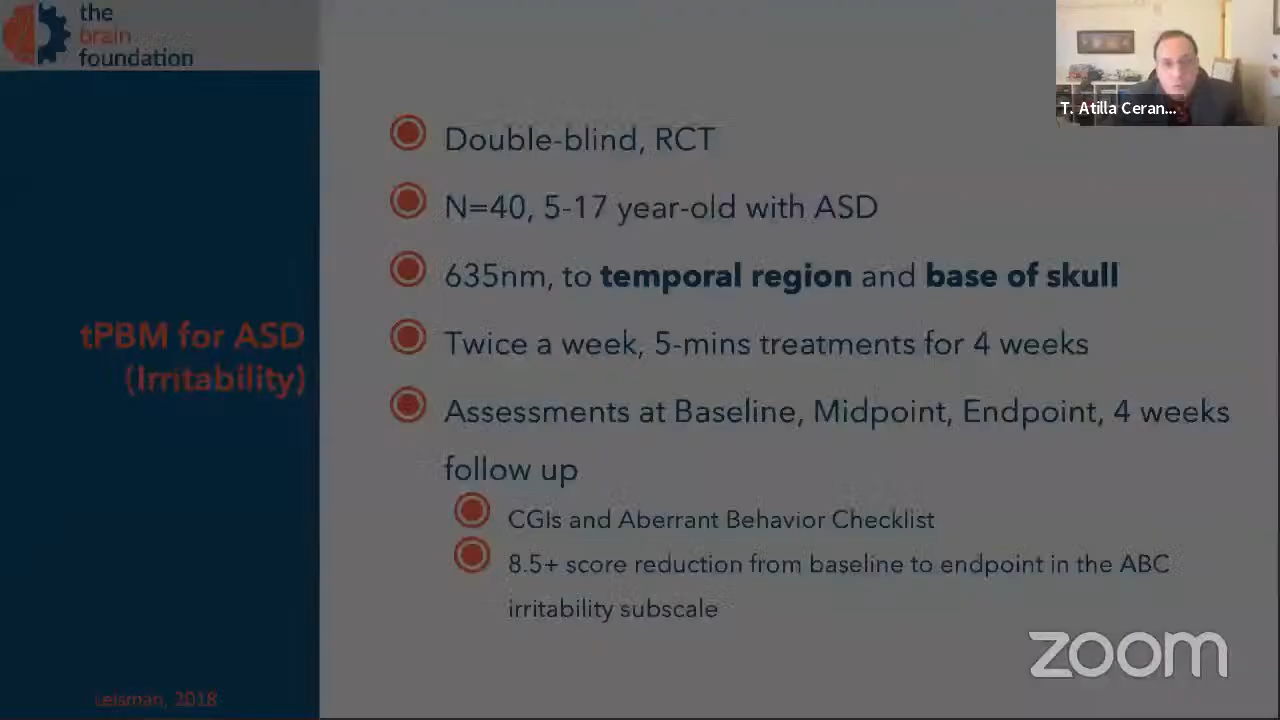 the
brain
foundation
T. Atilla Ceran...
tPBM for ASD
(Irritability)
Double-blind, RCT
N=40, 5-17 year-old with ASD
635nm, to temporal region and base of skull
Twice a week, 5-mins treatments for 4 weeks
Assessments at Baseline, Midpoint, Endpoint, 4 weeks
follow up
CGIs and Aberrant Behavior Checklist
8.5+ score reduction from baseline to endpoint in the ABC
irritability subscale
Leisman, 2018
zoom